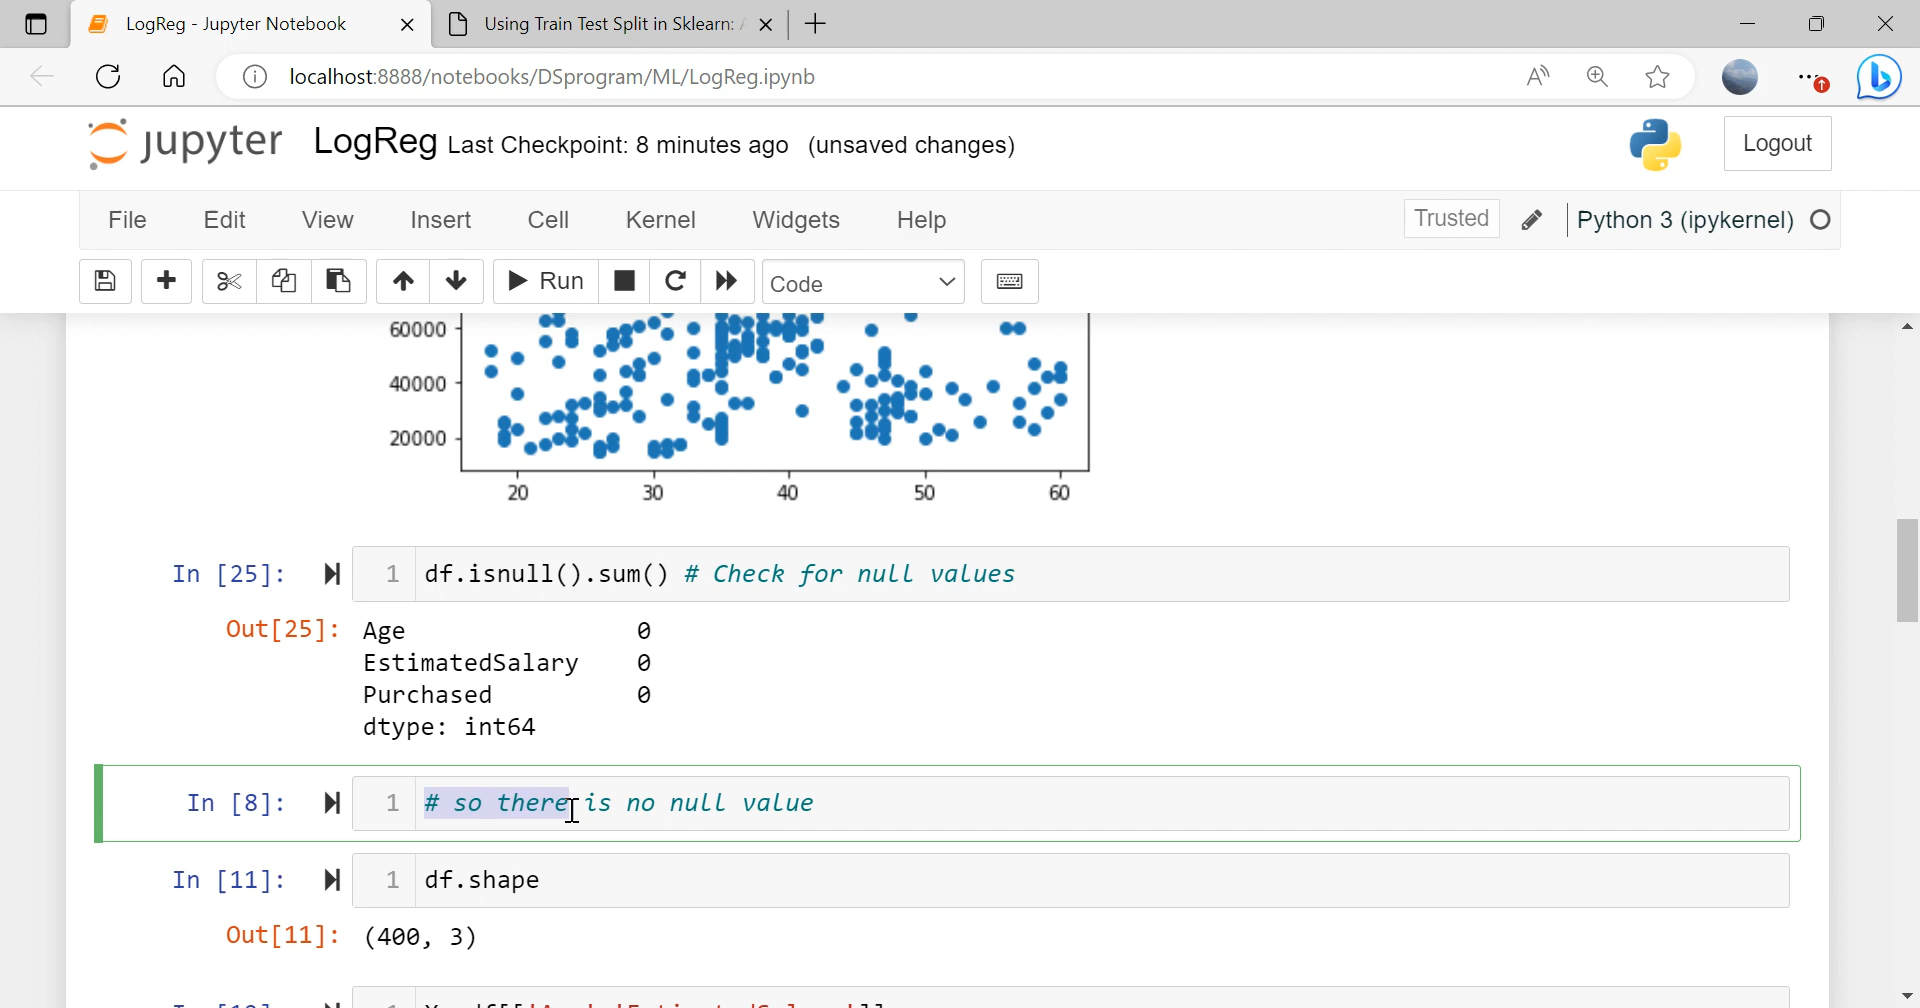 LogReg - Jupyter Notebook
Using Train Test Split in Sklearn:
localhost:8888/notebooks/DSprogram/ML/LogReg.ipynb
jupyter LogReg Last Checkpoint: 8 minutes ago (unsaved changes)
Logout
File Edit View Insert Cell Kernel Widgets Help Trusted Python 3 (ipykernel)
Run Code
60000
40000
20000
20 30 40 50 60
In [25]: 1 df.isnull().sum() # Check for null values
Out[25]: Age 0
EstimatedSalary 0
Purchased 0
dtype: int64
In [8]: 1 # so there is no null value
In [11]: 1 df.shape
Out[11]: (400, 3)